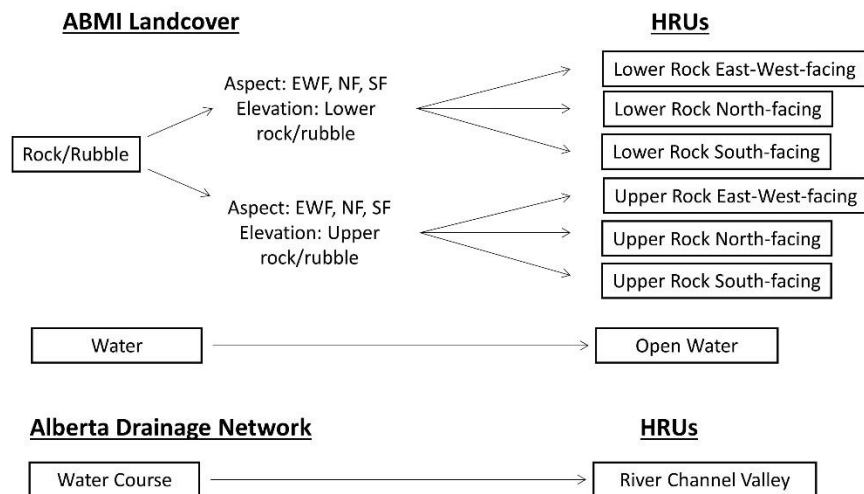 ABMI Landcover
HRUs
Rock/Rubble
Aspect: EWF, NF, SF
Elevation: Lower
rock/rubble
Lower Rock East-West-facing
Lower Rock North-facing
Lower Rock South-facing
Aspect: EWF, NF, SF
Elevation: Upper
rock/rubble
Upper Rock East-West-facing
Upper Rock North-facing
Upper Rock South-facing
Water
Open Water
Alberta Drainage Network
HRUs
Water Course
River Channel Valley